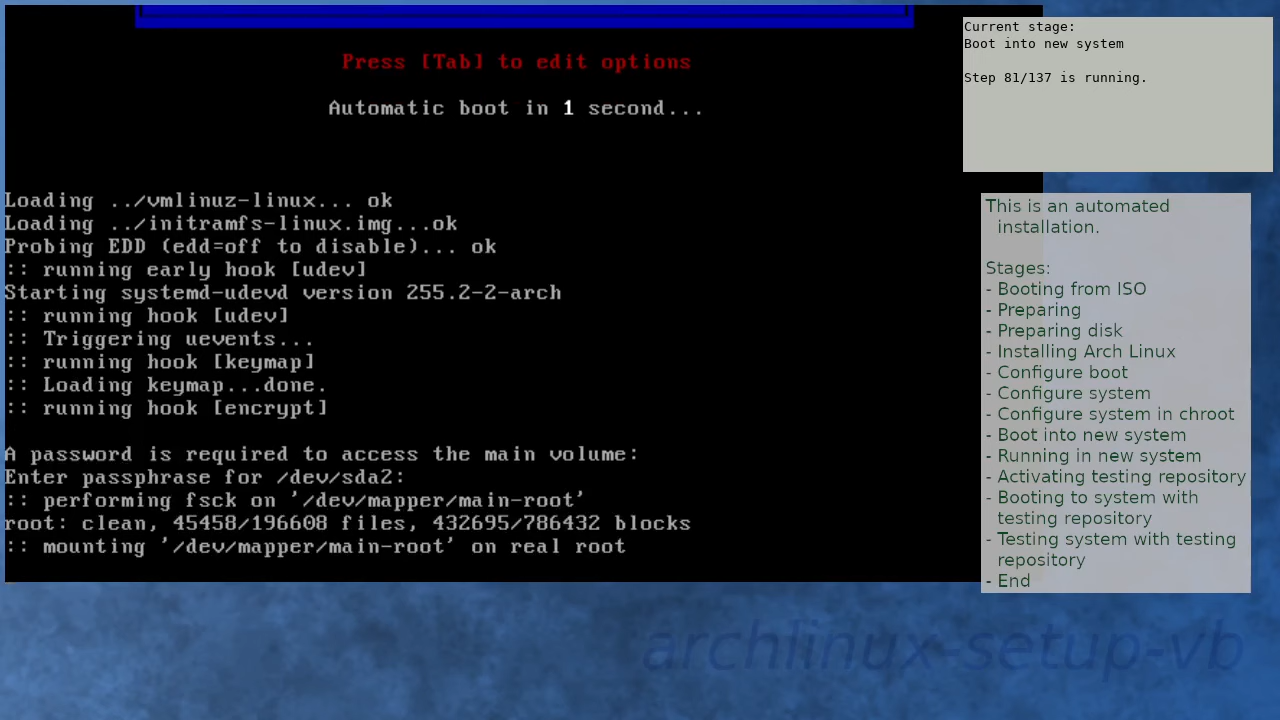 Press [Tab] to edit options
Automatic boot in 1 second...
Loading ../vmlinuz-linux... ok
Loading ../initramfs-linux.img...ok
Probing EDD (edd=off to disable)... ok
:: running early hook [udev]
Starting systemd-udevd version 255.2-2-arch
:: running hook [udev]
:: Triggering uevents...
:: running hook [keymap]
:: Loading keymap...done.
:: running hook [encrypt]
A password is required to access the main volume:
Enter passphrase for /dev/sda2:
:: performing fsck on '/dev/mapper/main-root'
root: clean, 45458/196608 files, 432695/786432 blocks
:: mounting '/dev/mapper/main-root' on real root
Current stage:
Boot into new system
Step 81/137 is running.
This is an automated
installation.
Stages:
- Booting from ISO
- Preparing
- Preparing disk
- Installing Arch Linux
- Configure boot
- Configure system
- Configure system in chroot
- Boot into new system
- Running in new system
- Activating testing repository
- Booting to system with
testing repository
- Testing system with testing
repository
- End
archlinux-setup-vb